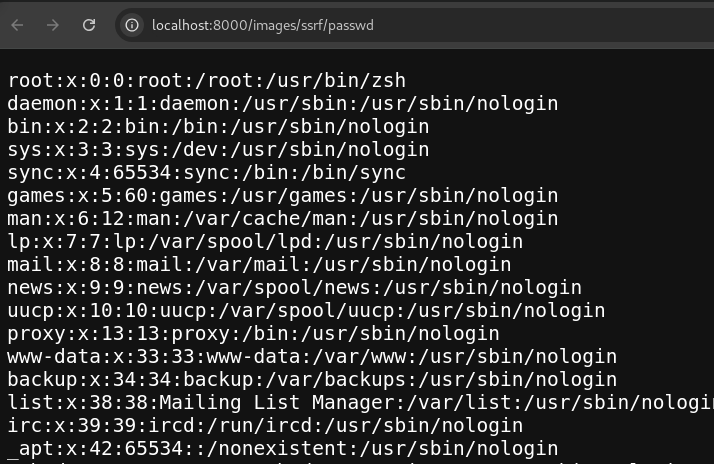 localhost:8000/images/ssrf/passwd
root:x:0:0:root:/root:/usr/bin/zsh
daemon:x:1:1:daemon:/usr/sbin:/usr/sbin/nologin
bin:x:2:2:bin:/bin:/usr/sbin/nologin
sys:x:3:3:sys:/dev:/usr/sbin/nologin
sync:x:4:65534:sync:/bin:/bin/sync
games:x:5:60:games:/usr/games:/usr/sbin/nologin
man:x:6:12:man:/var/cache/man:/usr/sbin/nologin
lp:x:7:7:lp:/var/spool/lpd:/usr/sbin/nologin
mail:x:8:8:mail:/var/mail:/usr/sbin/nologin
news:x:9:9:news:/var/spool/news:/usr/sbin/nologin
uucp:x:10:10:uucp:/var/spool/uucp:/usr/sbin/nologin
proxy:x:13:13:proxy:/bin:/usr/sbin/nologin
www-data:x:33:33:www-data:/var/www:/usr/sbin/nologin
backup:x:34:34:backup:/var/backups:/usr/sbin/nologin
list:x:38:38:Mailing List Manager:/var/list:/usr/sbin/nologin
irc:x:39:39:ircd:/run/ircd:/usr/sbin/nologin
_apt:x:42:65534::/nonexistent:/usr/sbin/nologin